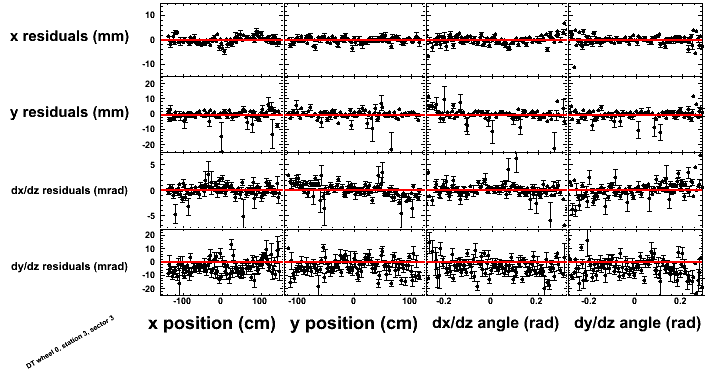 10
0
-10
x residuals (mm)
20
10
0
-10
-20
y residuals (mm)
5
0
-5
dx/dz residuals (mrad)
20
10
0
-10
-20
dy/dz residuals (mrad)
-100 0 100 -100 0 100 -0.2 0 0.2 -0.2 0 0.2
x position (cm) y position (cm) dx/dz angle (rad) dy/dz angle (rad)
DT wheel 0, station 3, sector 3